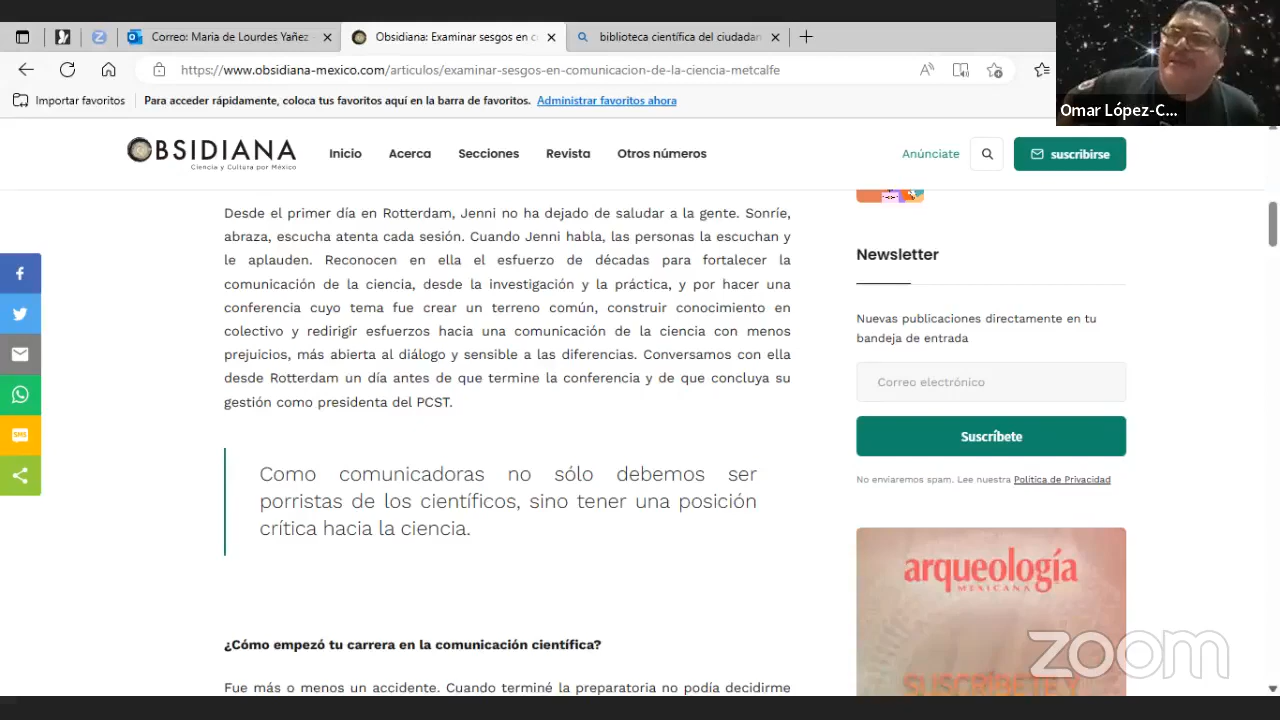 Correo: Maria de Lourdes Yañez
Obsidiana: Examinar sesgos en c
biblioteca científica del ciudadan
https://www.obsidiana-mexico.com/articulos/examinar-sesgos-en-comunicacion-de-la-ciencia-metcalfe
Importar favoritos
Para acceder rápidamente, coloca tus favoritos aquí en la barra de favoritos. Administrar favoritos ahora
Omar López-C...
OBSIDIANA
Ciencia y Cultura por México
Inicio Acerca Secciones Revista Otros números
Anúnciate
suscribirse
Desde el primer día en Rotterdam, Jenni no ha dejado de saludar a la gente. Sonríe,
abraza, escucha atenta cada sesión. Cuando Jenni habla, las personas la escuchan y
le aplauden. Reconocen en ella el esfuerzo de décadas para fortalecer la
comunicación de la ciencia, desde la investigación y la práctica, y por hacer una
conferencia cuyo tema fue crear un terreno común, construir conocimiento en
colectivo y redirigir esfuerzos hacia una comunicación de la ciencia con menos
prejuicios, más abierta al diálogo y sensible a las diferencias. Conversamos con ella
desde Rotterdam un día antes de que termine la conferencia y de que concluya su
gestión como presidenta del PCST.
Como comunicadoras no sólo debemos ser
porristas de los científicos, sino tener una posición
crítica hacia la ciencia.
¿Cómo empezó tu carrera en la comunicación científica?
Fue más o menos un accidente. Cuando terminé la preparatoria no podía decidirme
Newsletter
Nuevas publicaciones directamente en tu
bandeja de entrada
Correo electrónico
Suscríbete
No enviaremos spam. Lee nuestra Política de Privacidad
arqueología
MEXICANA
SUSCRÍBETE Y
zoom
SMS